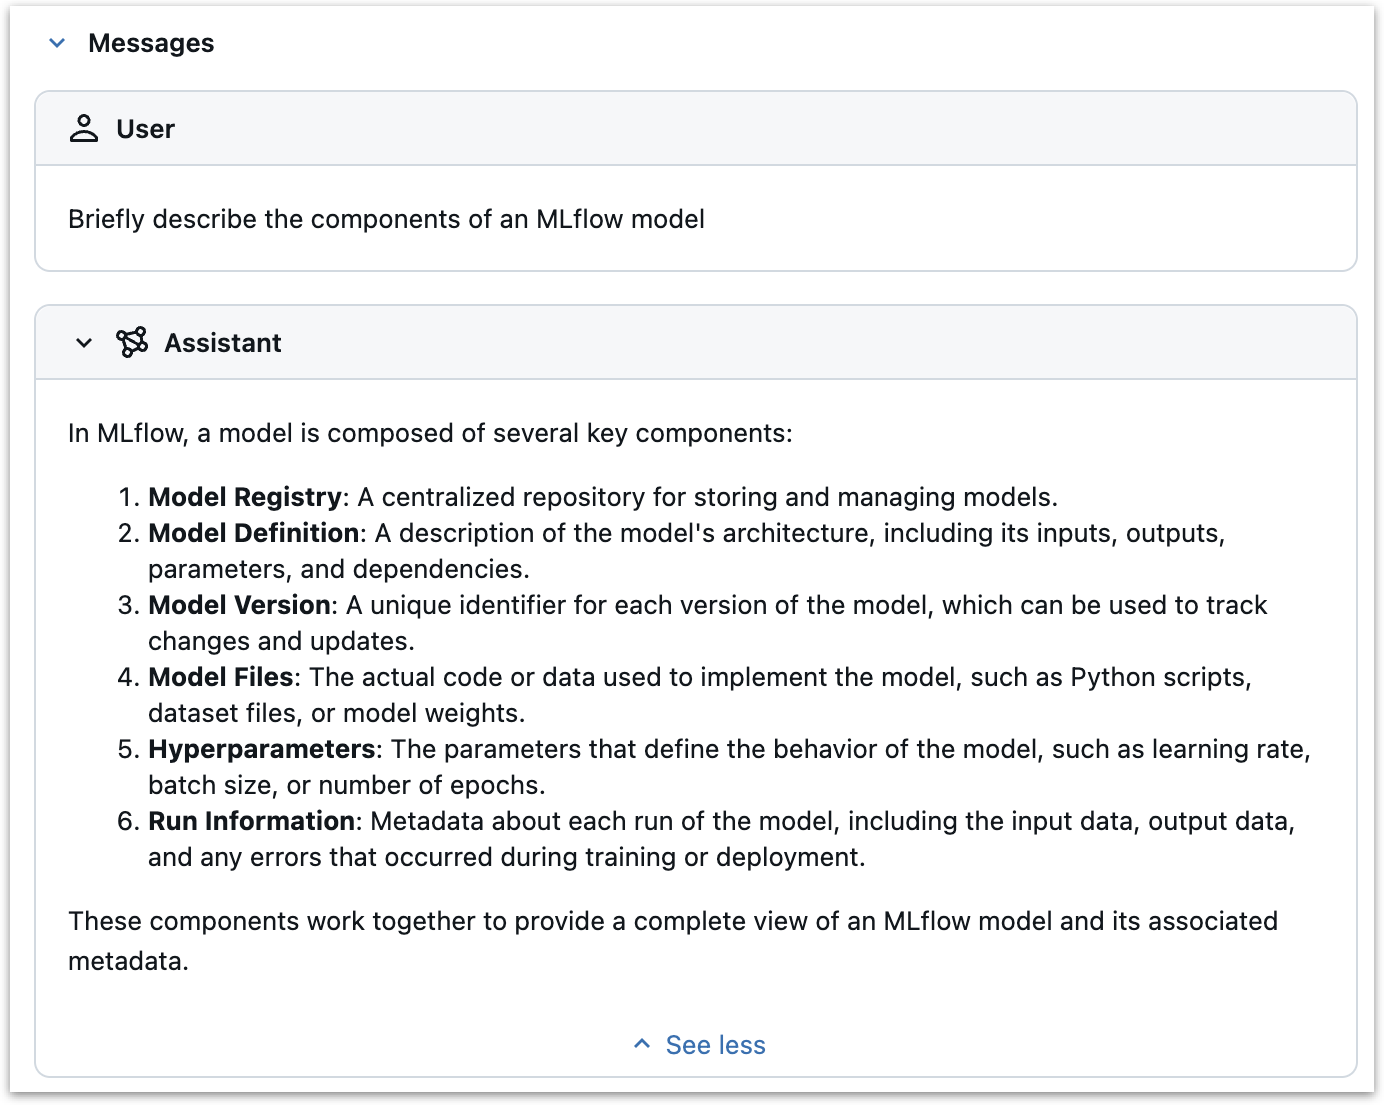 Messages
User
Briefly describe the components of an MLflow model
Assistant
In MLflow, a model is composed of several key components:
1. Model Registry: A centralized repository for storing and managing models.
2. Model Definition: A description of the model's architecture, including its inputs, outputs,
parameters, and dependencies.
3. Model Version: A unique identifier for each version of the model, which can be used to track
changes and updates.
4. Model Files: The actual code or data used to implement the model, such as Python scripts,
dataset files, or model weights.
5. Hyperparameters: The parameters that define the behavior of the model, such as learning rate,
batch size, or number of epochs.
6. Run Information: Metadata about each run of the model, including the input data, output data,
and any errors that occurred during training or deployment.
These components work together to provide a complete view of an MLflow model and its associated
metadata.
See less